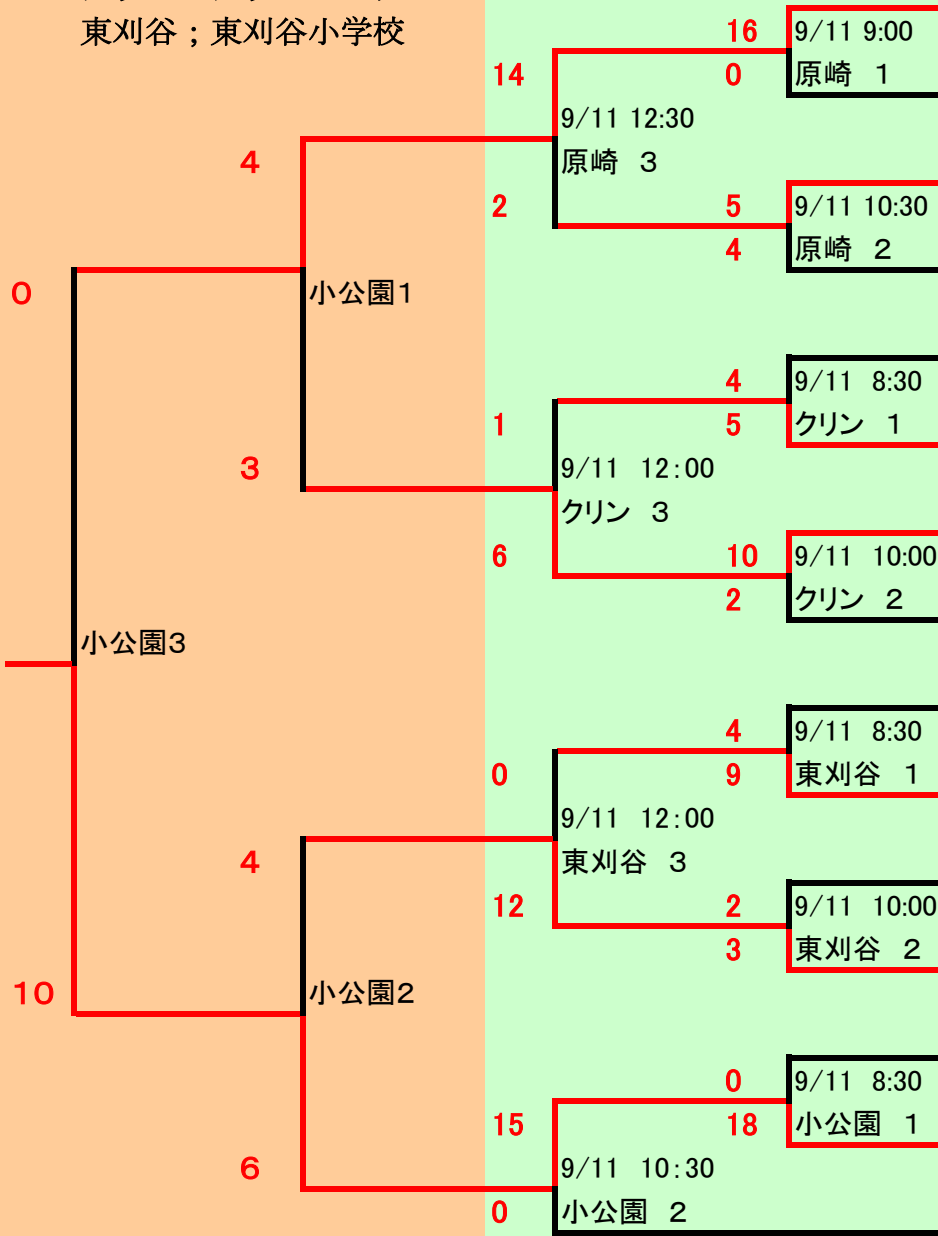 東刈谷；東刈谷小学校
16
9/11 9:00
14
0
原崎 1
9/11 12:30
4
原崎 3
2
5
9/11 10:30
4
原崎 2
0
小公園1
4
9/11 8:30
1
5
クリン 1
3
9/11 12:00
クリン 3
6
10
9/11 10:00
2
クリン 2
小公園3
4
9/11 8:30
0
9
東刈谷 1
9/11 12:00
4
東刈谷 3
12
2
9/11 10:00
3
東刈谷 2
10
小公園2
0
9/11 8:30
15
18
小公園 1
6
9/11 10:30
0
小公園 2